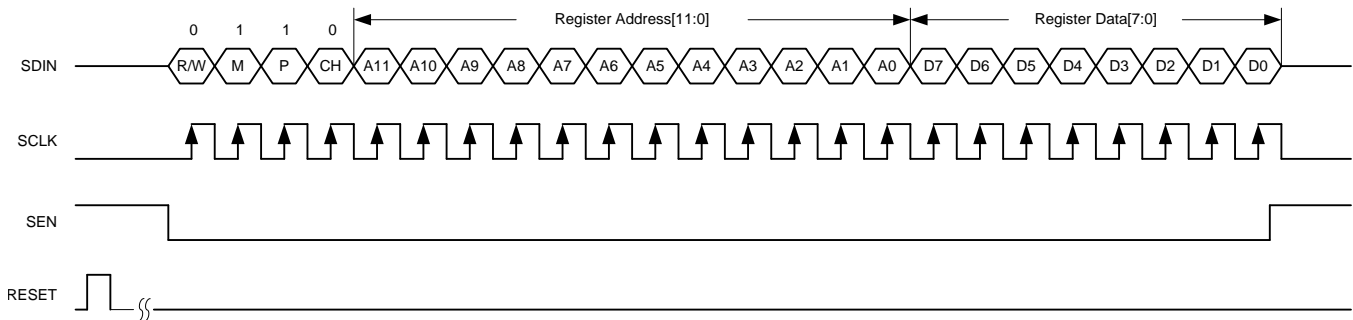 Register Address[11:0] Register Data[7:0]
0 1 1 0
SDIN R/W M P CH A11 A10 A9 A8 A7 A6 A5 A4 A3 A2 A1 A0 D7 D6 D5 D4 D3 D2 D1 D0
SCLK
SEN
RESET